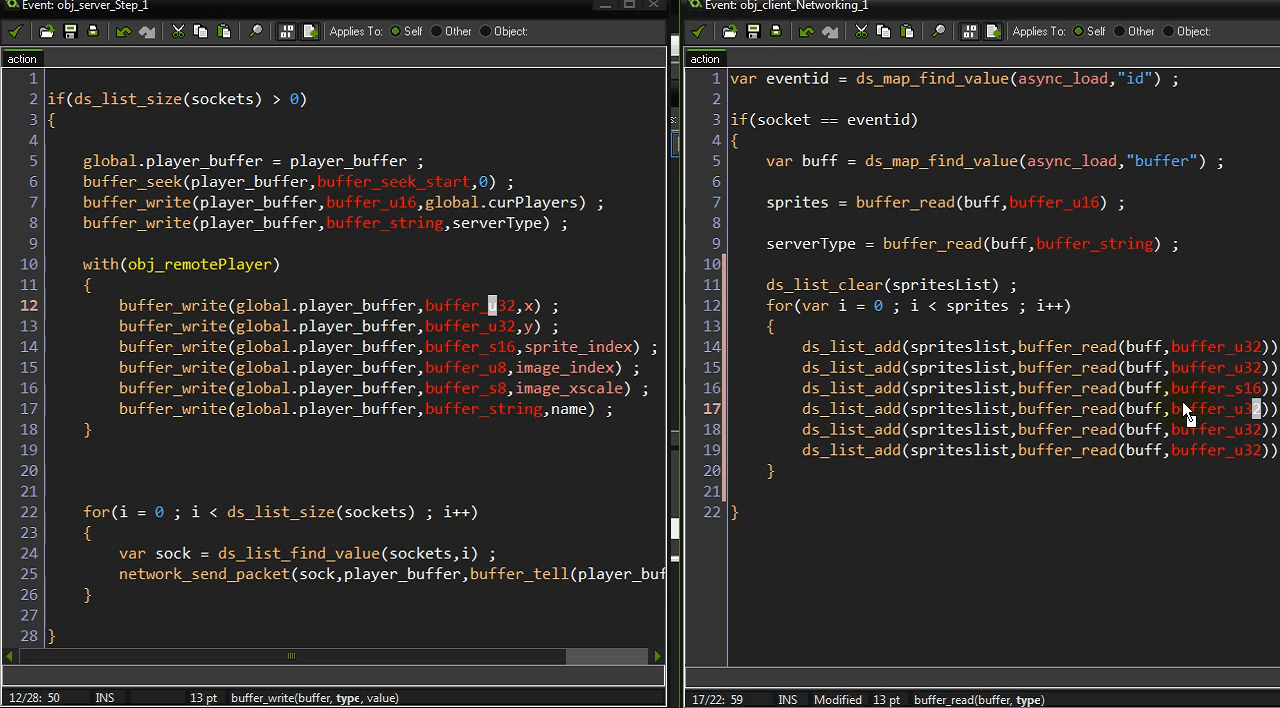 Event: obj_server_Step_1
Applies To: Self Other Object:
action
1
2 if(ds_list_size(sockets) > 0)
3 {
4
5 global.player_buffer = player_buffer ;
6 buffer_seek(player_buffer,buffer_seek_start,0) ;
7 buffer_write(player_buffer,buffer_u16,global.curPlayers) ;
8 buffer_write(player_buffer,buffer_string,serverType) ;
9
10 with(obj_remotePlayer)
11 {
12 buffer_write(global.player_buffer,buffer_u32,x) ;
13 buffer_write(global.player_buffer,buffer_u32,y) ;
14 buffer_write(global.player_buffer,buffer_s16,sprite_index) ;
15 buffer_write(global.player_buffer,buffer_u8,image_index) ;
16 buffer_write(global.player_buffer,buffer_s8,image_xscale) ;
17 buffer_write(global.player_buffer,buffer_string,name) ;
18 }
19
20
21
22 for(i = 0 ; i < ds_list_size(sockets) ; i++)
23 {
24 var sock = ds_list_find_value(sockets,i) ;
25 network_send_packet(sock,player_buffer,buffer_tell(player_buf
26 }
27
28 }
12/28: 50 INS 13 pt buffer_write(buffer, type, value)
Event: obj_client_Networking_1
Applies To: Self Other Object:
action
1 var eventid = ds_map_find_value(async_load,"id") ;
2
3 if(socket == eventid)
4 {
5 var buff = ds_map_find_value(async_load,"buffer") ;
6
7 sprites = buffer_read(buff,buffer_u16) ;
8
9 serverType = buffer_read(buff,buffer_string) ;
10
11 ds_list_clear(spritesList) ;
12 for(var i = 0 ; i < sprites ; i++)
13 {
14 ds_list_add(spriteslist,buffer_read(buff,buffer_u32))
15 ds_list_add(spriteslist,buffer_read(buff,buffer_u32))
16 ds_list_add(spriteslist,buffer_read(buff,buffer_s16))
17 ds_list_add(spriteslist,buffer_read(buff,buffer_u32))
18 ds_list_add(spriteslist,buffer_read(buff,buffer_u32))
19 ds_list_add(spriteslist,buffer_read(buff,buffer_u32))
20 }
21
22 }
17/22: 59 INS Modified 13 pt buffer_read(buffer, type)